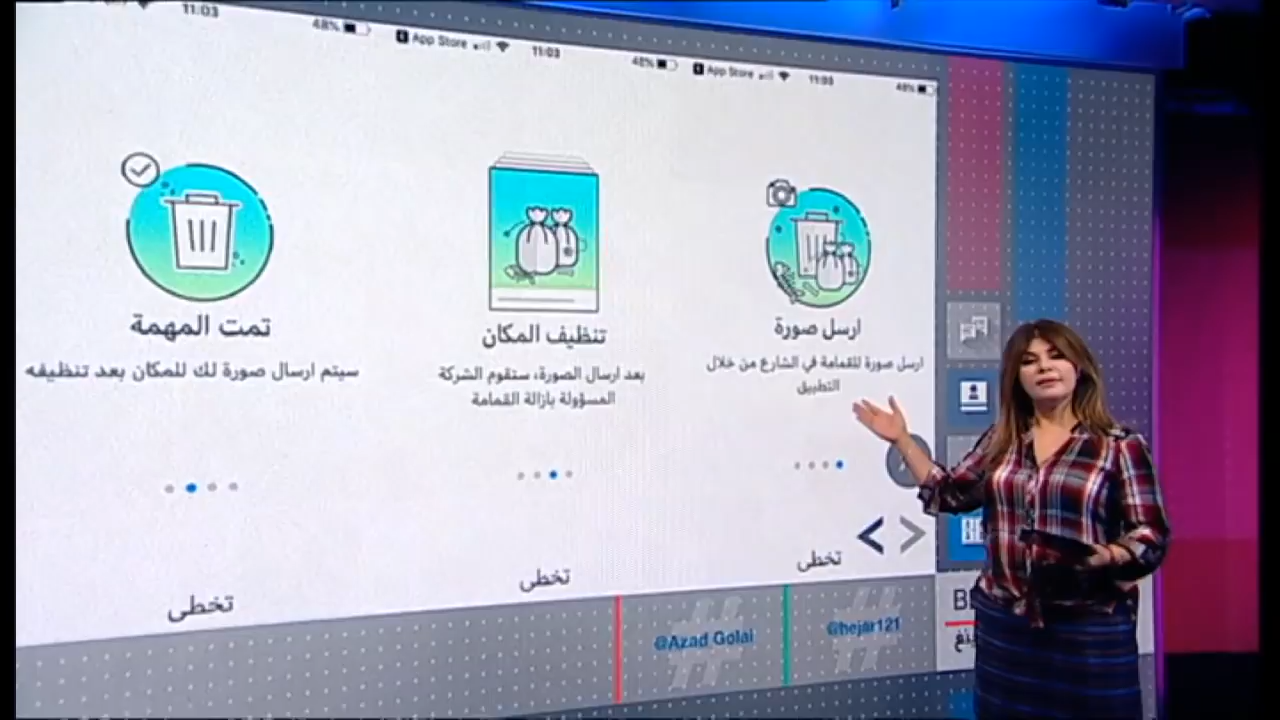 11:03
48%
App Store
11:03
48%
App Store
11:03
48%
ارسل صورة
ارسل صورة للقمامة في الشارع من خلال
التطبيق
تخطى
تنظيف المكان
بعد ارسال الصورة، ستقوم الشركة
المسؤولة بازالة القمامة
تخطى
تمت المهمة
سيتم ارسال صورة لك للمكان بعد تنظيفه
تخطى
@Azad Golai
@hejar121